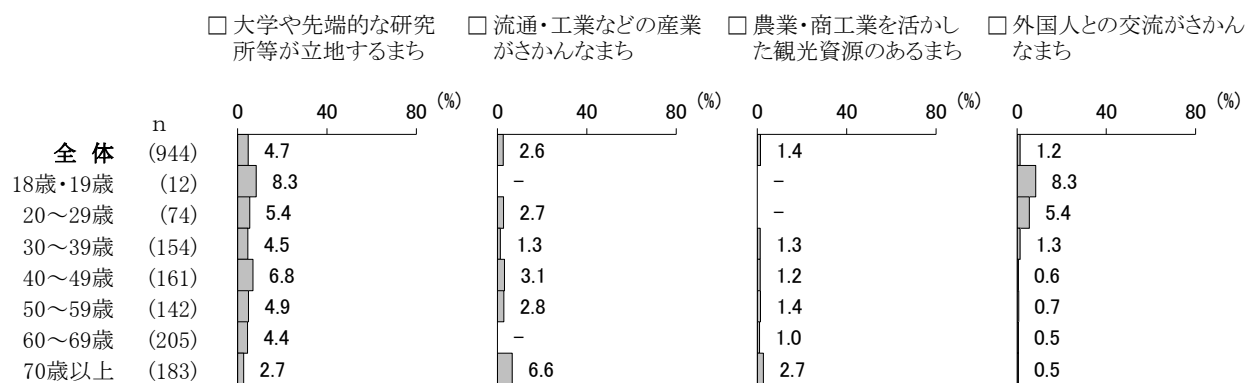 □ 大学や先端的な研究 □ 流通・工業などの産業 □ 農業・商工業を活かし □ 外国人との交流がさかん
所等が立地するまち がさかんなまち た観光資源のあるまち なまち
0 40 80 (%) 0 40 80 (%) 0 40 80 (%) 0 40 80 (%)
n
全 体 (944) 4.7 2.6 1.4 1.2
18歳・19歳 (12) 8.3 - - 8.3
20～29歳 (74) 5.4 2.7 - 5.4
30～39歳 (154) 4.5 1.3 1.3 1.3
40～49歳 (161) 6.8 3.1 1.2 0.6
50～59歳 (142) 4.9 2.8 1.4 0.7
60～69歳 (205) 4.4 - 1.0 0.5
70歳以上 (183) 2.7 6.6 2.7 0.5